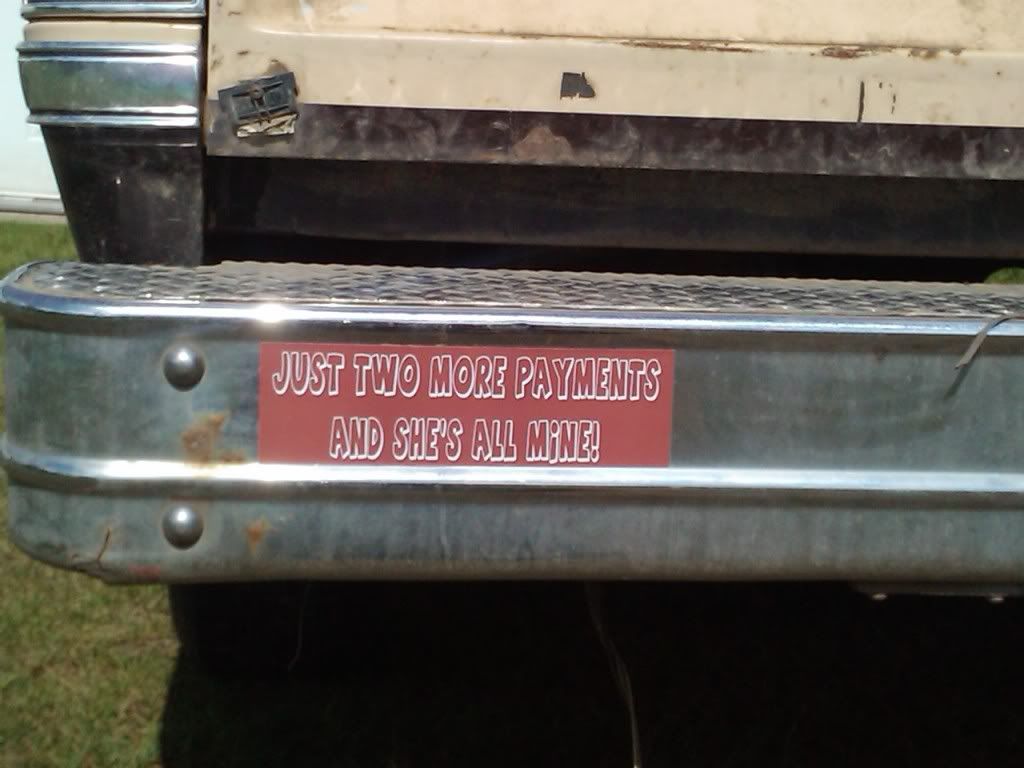 JUST TWO MORE PAYMENTS
AND SHE'S ALL MiNE!